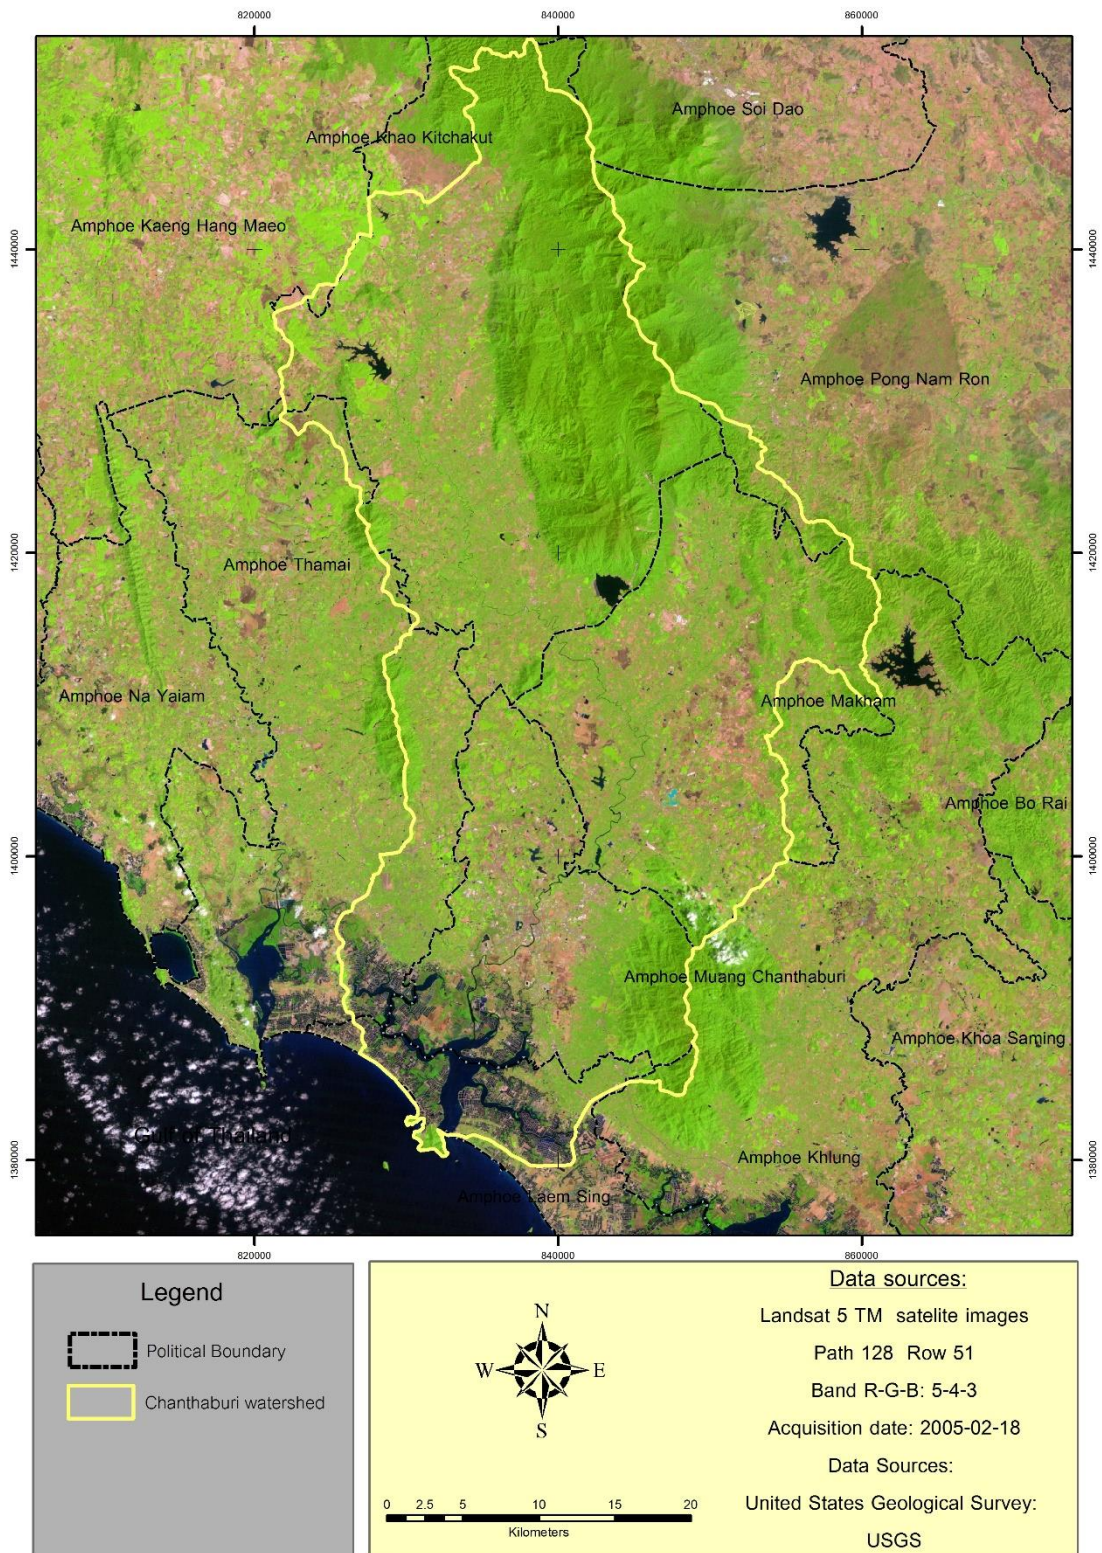 820000
840000
860000
Amphoe Soi Dao
Amphoe Khao Kitchakut
Amphoe Kaeng Hang Maeo
1440000
1440000
Amphoe Pong Nam Ron
1420000
1420000
Amphoe Thamai
Amphoe Na Yaiam
Amphoe Makham
Amphoe Bo Rai
1400000
1400000
Amphoe Muang Chanthaburi
Amphoe Khoa Saming
Gulf of Thailand
1380000
1380000
Amphoe Khlung
Amphoe Laem Sing
820000
840000
860000
Legend
Political Boundary
Chanthaburi watershed
N
W
E
S
0 2.5 5 10 15 20
Kilometers
Data sources:
Landsat 5 TM satelite images
Path 128 Row 51
Band R-G-B: 5-4-3
Acquisition date: 2005-02-18
Data Sources:
United States Geological Survey:
USGS